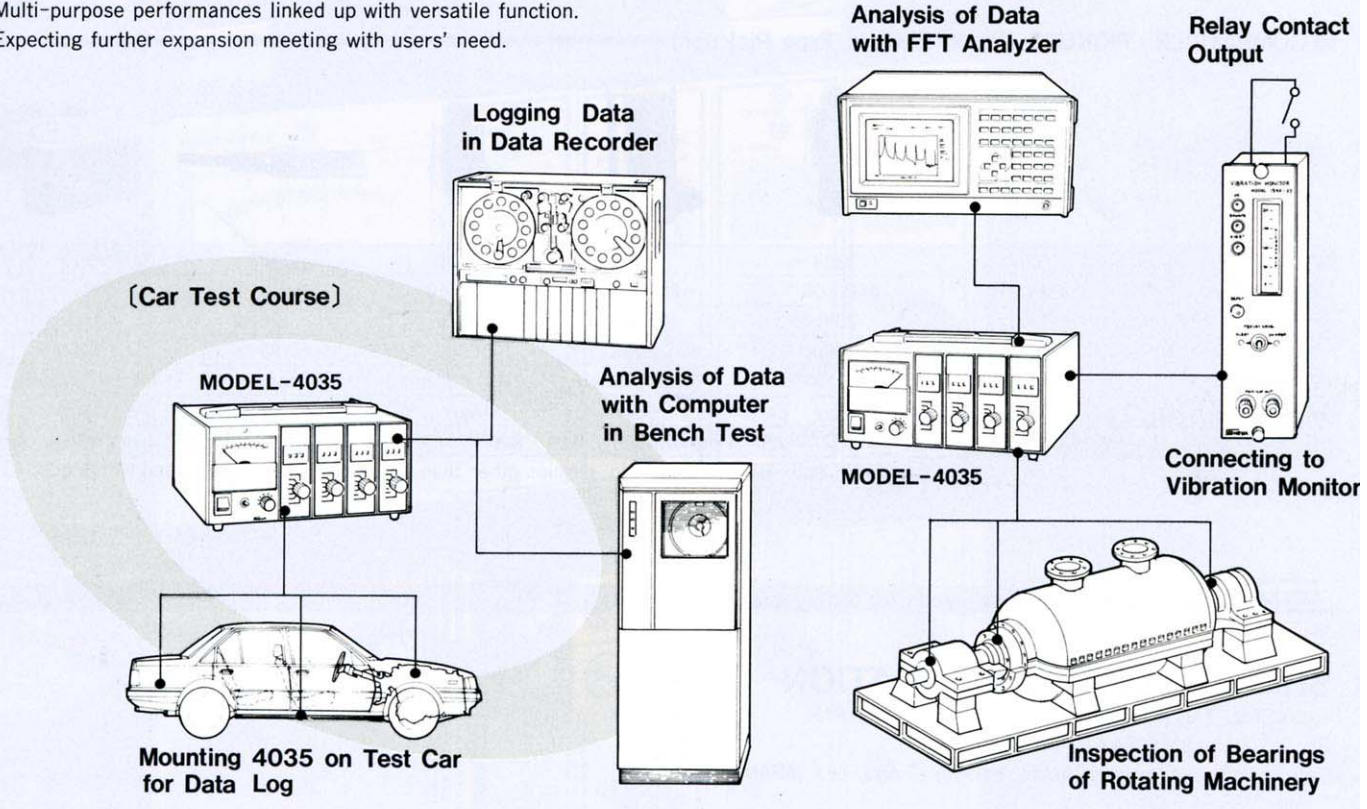 Multi-purpose performances linked up with versatile function.
Expecting further expansion meeting with users' need.
Analysis of Data
with FFT Analyzer
Relay Contact
Output
Logging Data
in Data Recorder
VIBRATION MONITOR
[Car Test Course]
MODEL-4035
Analysis of Data
with Computer
in Bench Test
MODEL-4035
Connecting to
Vibration Monitor
Mounting 4035 on Test Car
for Data Log
Inspection of Bearings
of Rotating Machinery